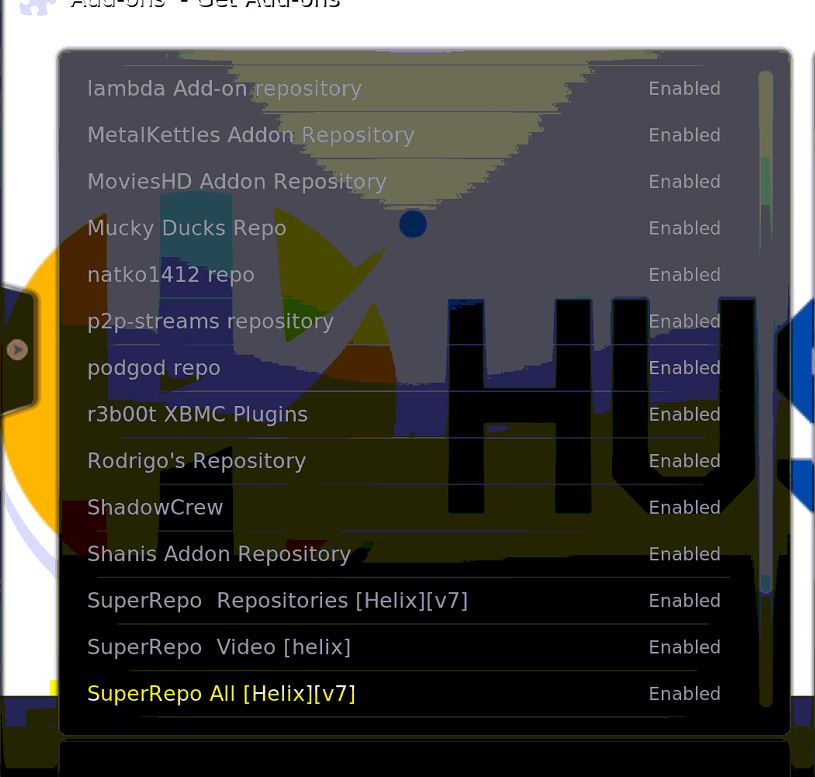 Add-ons - Get Add-ons
lambda Add-on repository Enabled
MetalKettles Addon Repository Enabled
MoviesHD Addon Repository Enabled
Mucky Ducks Repo Enabled
natko1412 repo Enabled
p2p-streams repository Enabled
podgod repo Enabled
r3b00t XBMC Plugins Enabled
Rodrigo's Repository Enabled
ShadowCrew Enabled
Shanis Addon Repository Enabled
SuperRepo Repositories [Helix][v7] Enabled
SuperRepo Video [helix] Enabled
SuperRepo All [Helix][v7] Enabled
HU